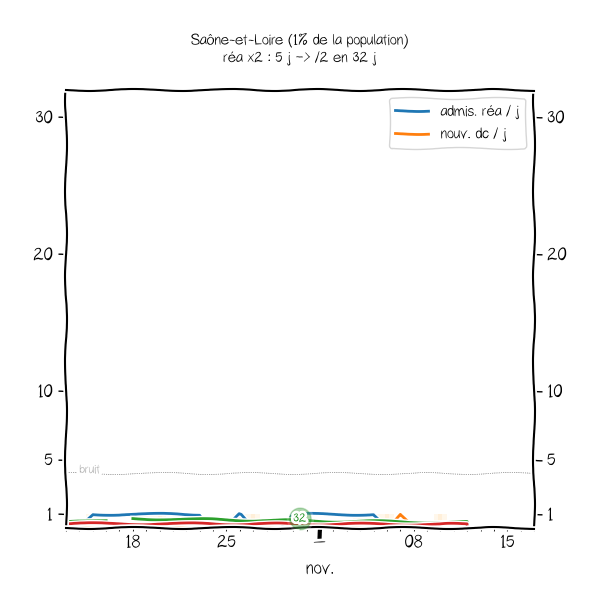 Saône-et-Loire (1% de la population)
réa x2 : 5 j -> /2 en 32 j
admis. réa / j
nouv. dc / j
30
30
20
20
10
10
5
5
bruit
1
1
32
18
25
1
08
15
nov.